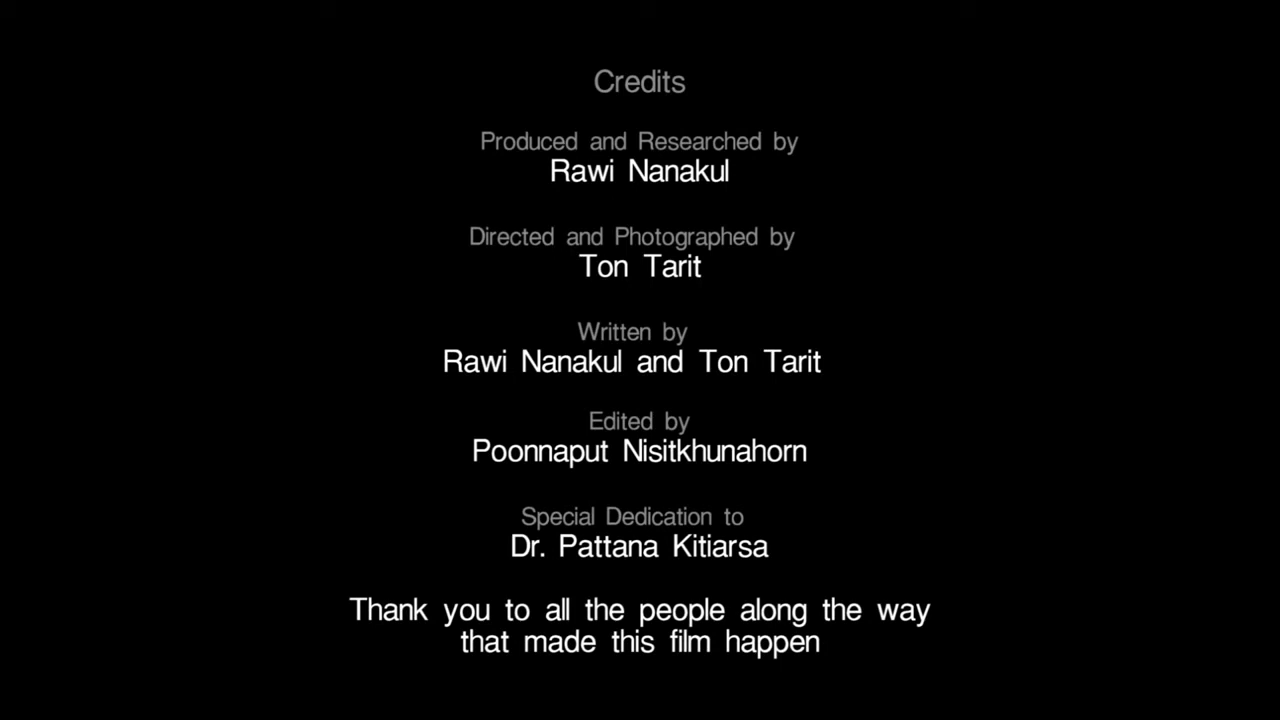 Credits
Produced and Researched by
Rawi Nanakul
Directed and Photographed by
Ton Tarit
Written by
Rawi Nanakul and Ton Tarit
Edited by
Poonnaput Nisitkhunahorn
Special Dedication to
Dr. Pattana Kitiarsa
Thank you to all the people along the way
that made this film happen